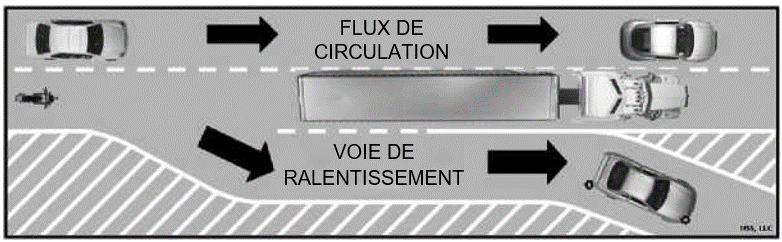 FLUX DE
CIRCULATION
VOIE DE
RALENTISSEMENT